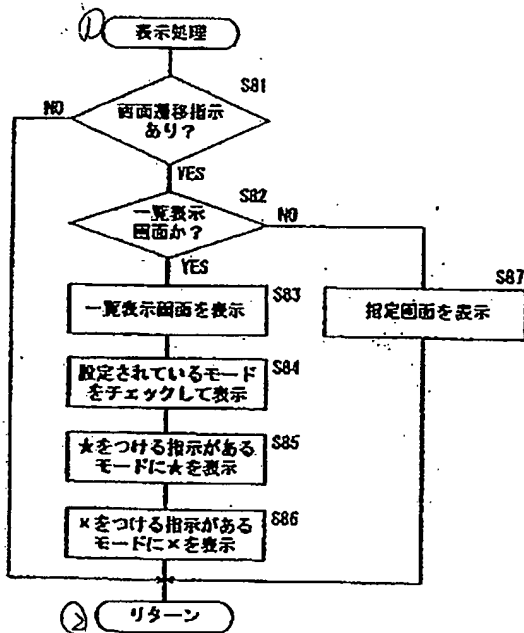 1
表示処理
S81
NO
画面遷移指示
あり？
YES
S82
一覧表示
画面か？
NO
YES
S83
一覧表示画面を表示
S87
指定画面を表示
S84
設定されているモード
をチェックして表示
★をつける指示がある
モードに★を表示
S85
×をつける指示がある
モードに×を表示
S86
2
リターン